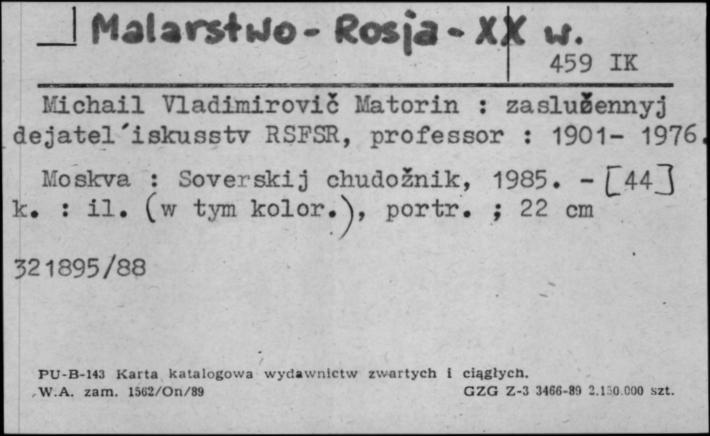 Malarstwo - Rosja - XX w.
459 IK
Michail Vladimirovič Matorin : zaslužennyj
dejatel´iskusstv RSFSR, professor : 1901- 1976.
Moskva : Soverskij chudožnik, 1985. - [44]
k. : il. (w tym kolor.), portr. ; 22 cm
321895/88
PU-B-143 Karta katalogowa wydawnictw zwartych i ciągłych.
W.A. zam. 1562/On/89 GZG Z-3 3466-89 2.150.000 szt.